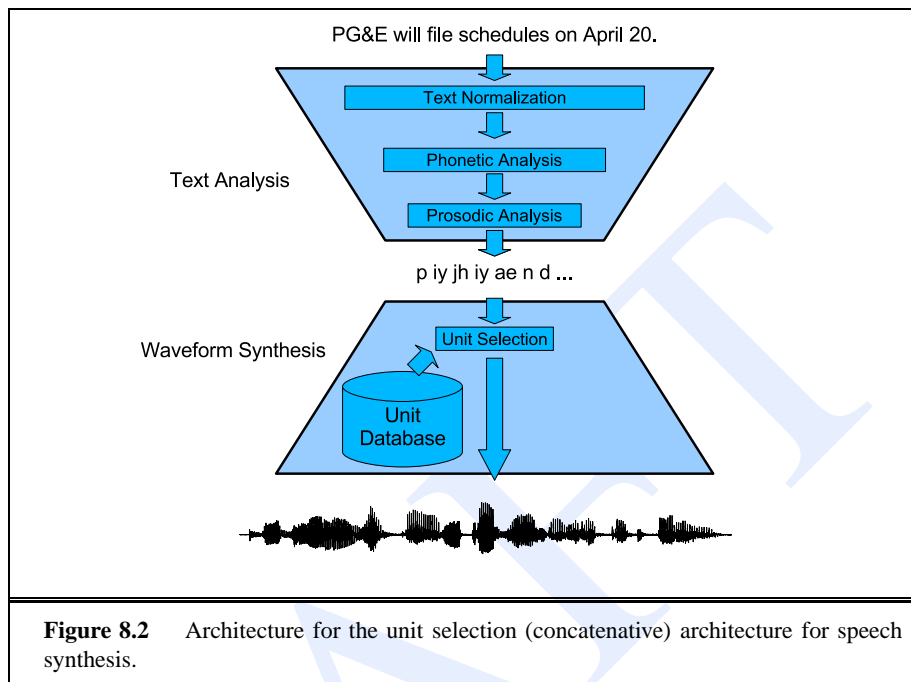 PG&E will file schedules on April 20.
Text Normalization
Phonetic Analysis
Text Analysis
Prosodic Analysis
p iy jh iy ae n d ...
Unit Selection
Waveform Synthesis
Unit
Database
Figure 8.2 Architecture for the unit selection (concatenative) architecture for speech
synthesis.